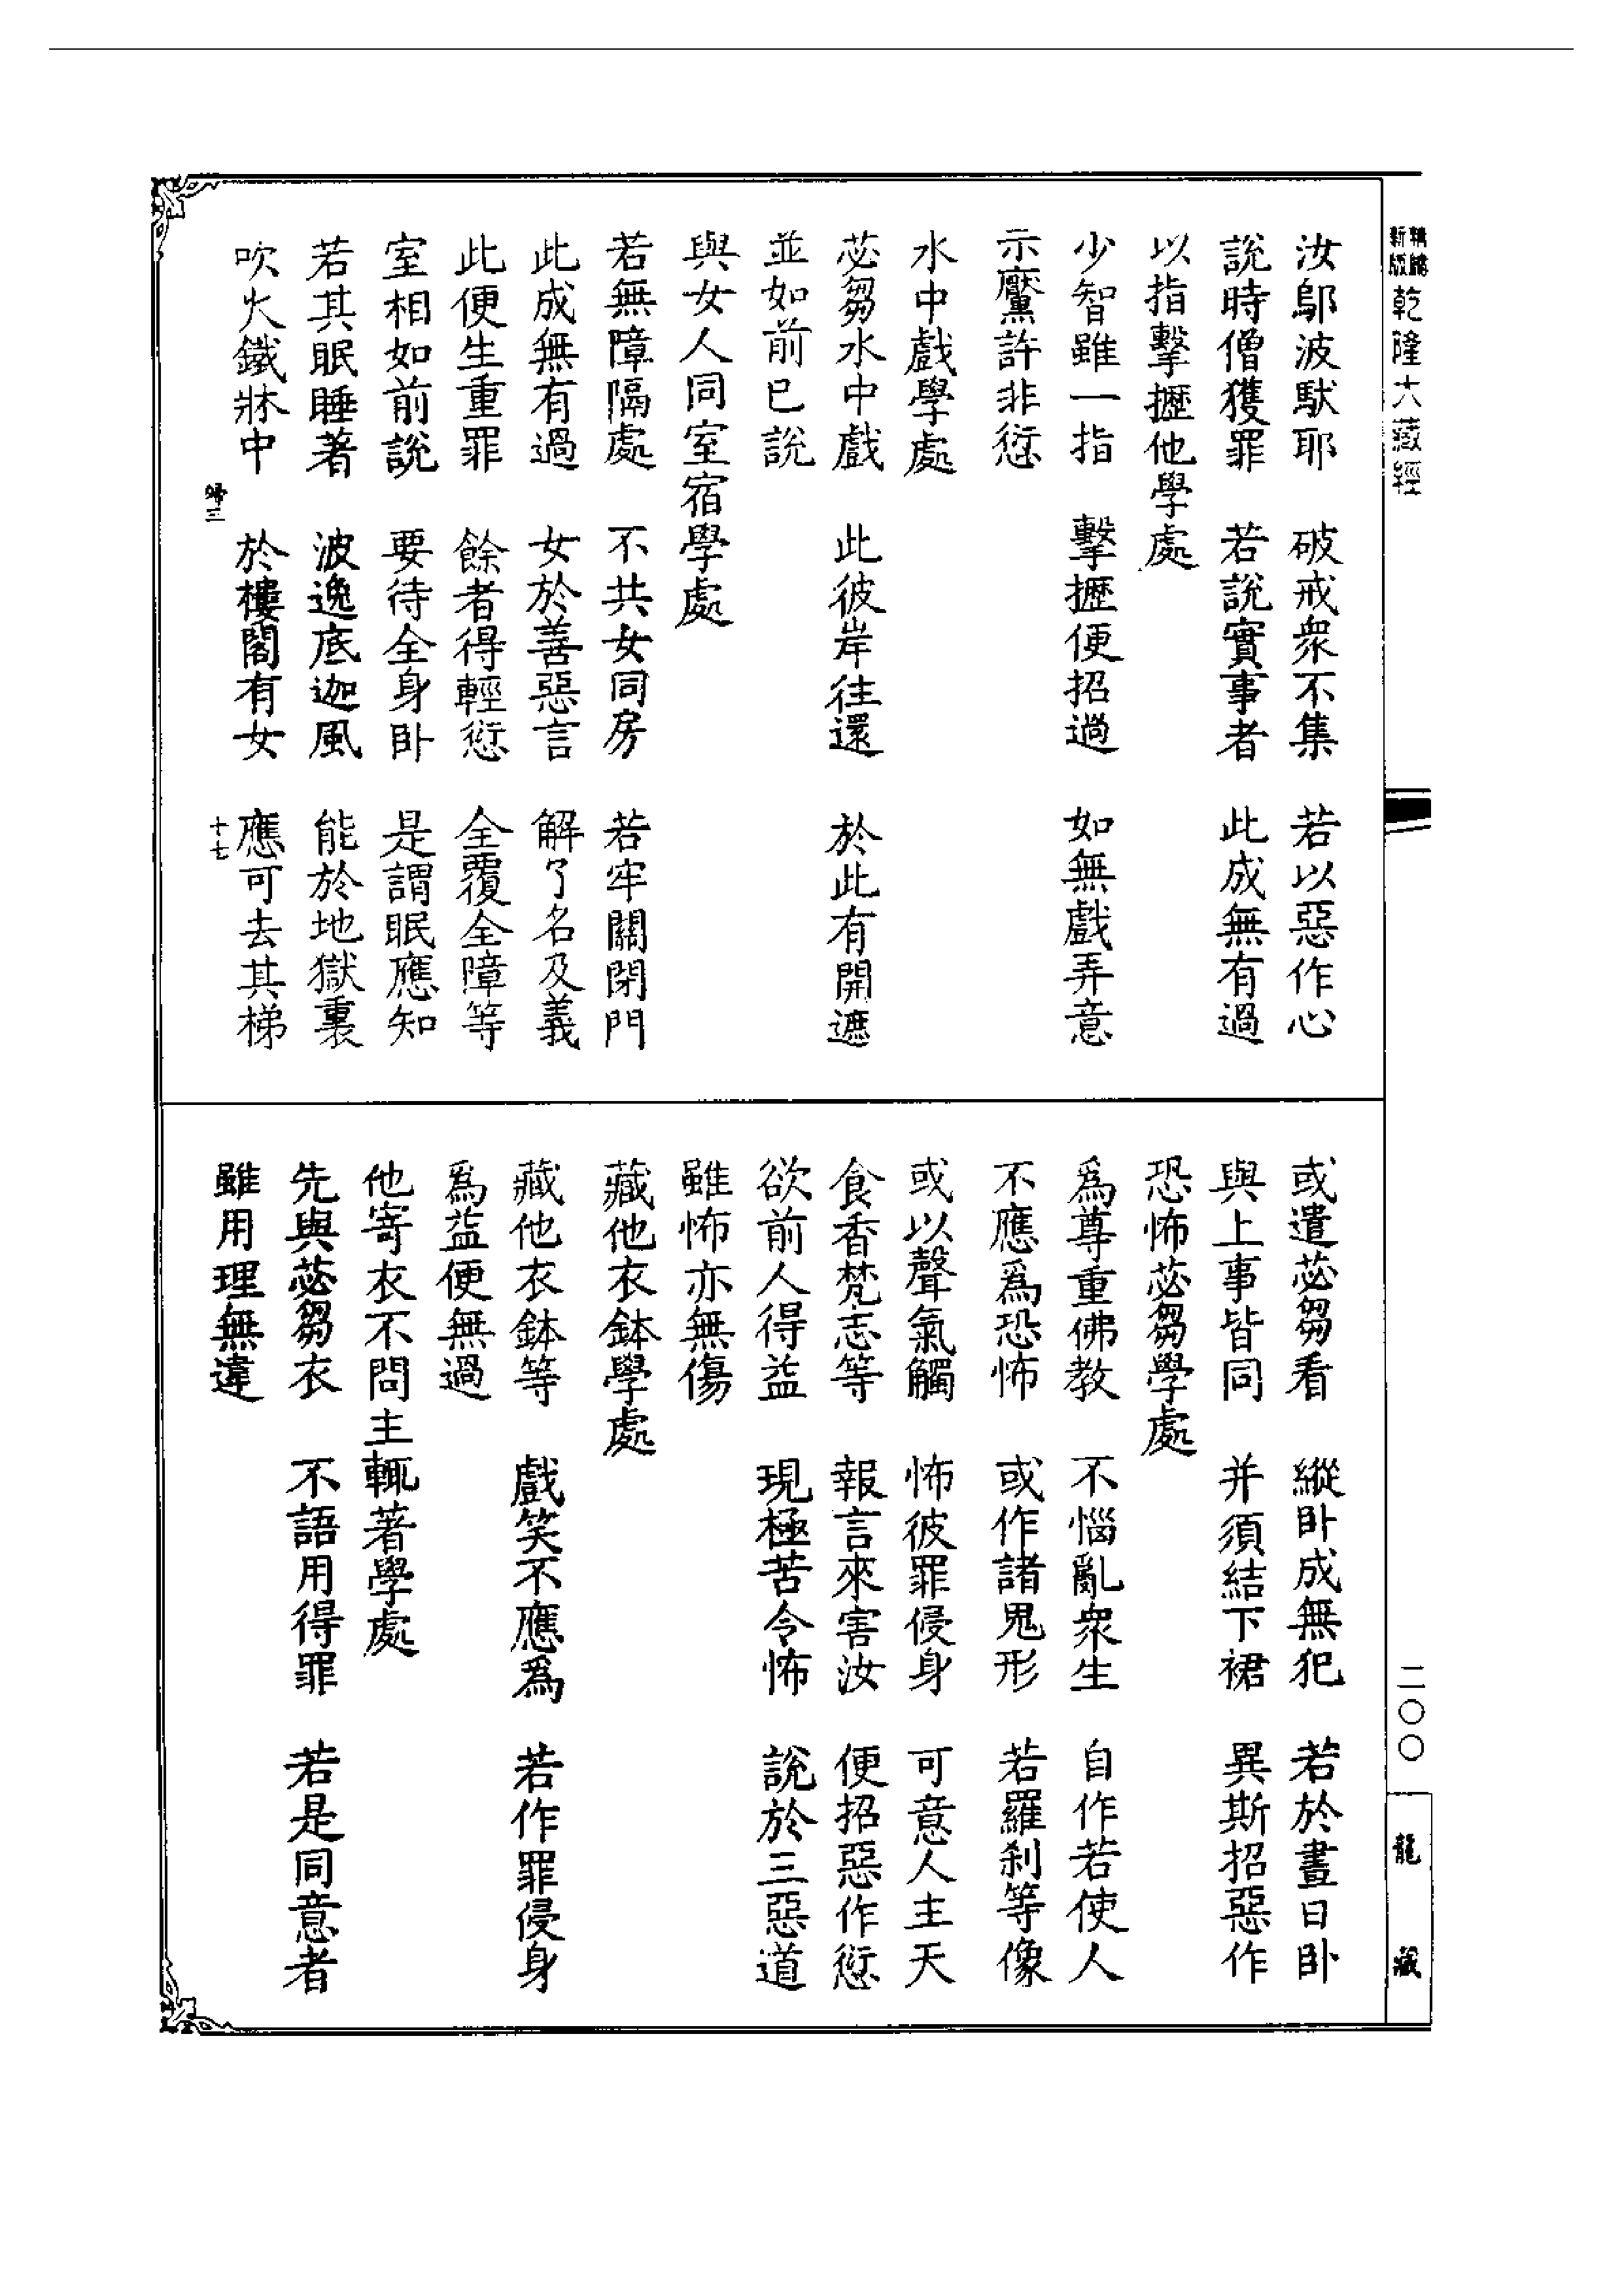 新版
精縮
乾隆大藏經
汝鄔波馱耶　破戒衆不集　若以惡作心
說時僧獲罪　若說實事者　此成無有過
以指擊攊他學處
少智雖一指　擊攊便招過　如無戲弄意
示黶許非愆
水中戲學處
苾芻水中戲　此彼岸往還　於此有開遮
並如前已說
與女人同室宿學處
若無障隔處　不共女同房　若牢關閉門
此成無有過　女於善惡言　解了名及義
此便生重罪　餘者得輕愆　全覆全障等
室相如前說　要待全身卧　是謂眠應知
若其眠睡著　波逸底迦風　能於地獄裏
吹火鐵牀中　於樓閣有女　應可去其梯
歸三　十七
或遣苾芻看　縱卧成無犯　若於晝日卧
與上事皆同　并須結下裙　異斯招惡作
恐怖苾芻學處
爲尊重佛教　不惱亂衆生　自作若使人
不應爲恐怖　或作諸鬼形　若羅刹等像
或以聲氣觸　怖彼罪侵身　可意人主天
食香梵志等　報言來害汝　便招惡作愆
欲前人得益　現極苦令怖　說於三惡道
雖怖亦無傷
藏他衣鉢學處
藏他衣鉢等　戲笑不應爲　若作罪侵身
爲益便無過
他寄衣不問主輒著學處
先與苾芻衣　不語用得罪　若是同意者
雖用理無違
二〇〇
龍藏